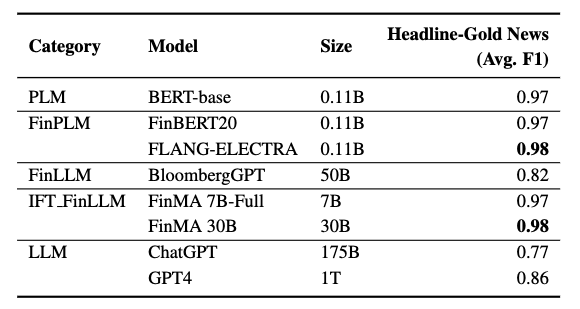 Category Model Size Headline-Gold News (Avg. F1)
PLM BERT-base 0.11B 0.97
FinPLM FinBERT20 0.11B 0.97
FLANG-ELECTRA 0.11B 0.98
FinLLM BloombergGPT 50B 0.82
IFT_FinLLM FinMA 7B-Full 7B 0.97
FinMA 30B 30B 0.98
LLM ChatGPT 175B 0.77
GPT4 1T 0.86